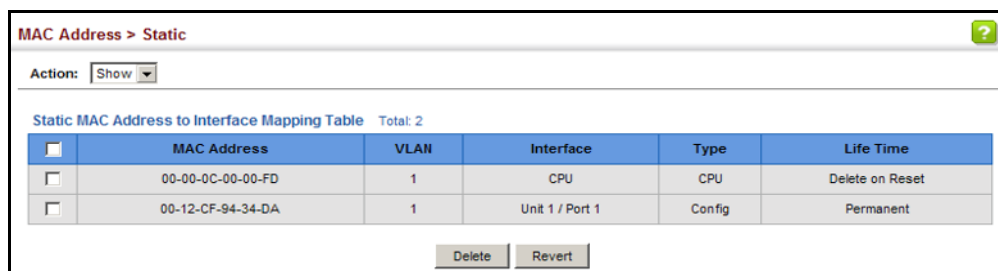 MAC Address > Static
?
Action: Show
Static MAC Address to Interface Mapping Table Total: 2
MAC Address VLAN Interface Type Life Time
00-00-0C-00-00-FD 1 CPU CPU Delete on Reset
00-12-CF-94-34-DA 1 Unit 1 / Port 1 Config Permanent
Delete Revert